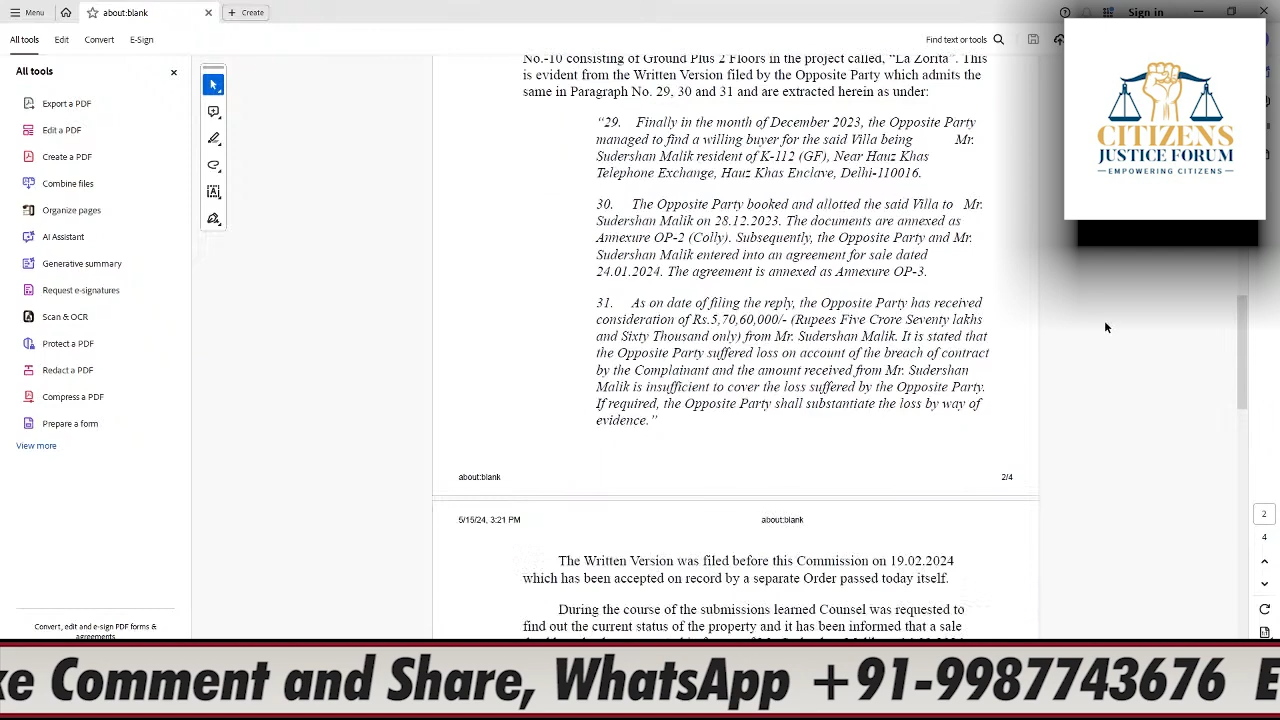 Menu
about:blank
Create
Sign in
All tools
Edit
Convert
E-Sign
Find text or tools
All tools
Export a PDF
Edit a PDF
Create a PDF
Combine files
Organize pages
AI Assistant
Generative summary
Request e-signatures
Scan & OCR
Protect a PDF
Redact a PDF
Compress a PDF
Prepare a form
View more
Convert, edit and e-sign PDF forms &
agreements
No.-10 consisting of Ground Plus 2 Floors in the project called, “La Zorita”. This
is evident from the Written Version filed by the Opposite Party which admits the
same in Paragraph No. 29, 30 and 31 and are extracted herein as under:
“29. Finally in the month of December 2023, the Opposite Party
managed to find a willing buyer for the said Villa being Mr.
Sudershan Malik resident of K-112 (GF), Near Hauz Khas
Telephone Exchange, Hauz Khas Enclave, Delhi-110016.
30. The Opposite Party booked and allotted the said Villa to Mr.
Sudershan Malik on 28.12.2023. The documents are annexed as
Annexure OP-2 (Colly). Subsequently, the Opposite Party and Mr.
Sudershan Malik entered into an agreement for sale dated
24.01.2024. The agreement is annexed as Annexure OP-3.
31. As on date of filing the reply, the Opposite Party has received
consideration of Rs.5,70,60,000/- (Rupees Five Crore Seventy lakhs
and Sixty Thousand only) from Mr. Sudershan Malik. It is stated that
the Opposite Party suffered loss on account of the breach of contract
by the Complainant and the amount received from Mr. Sudershan
Malik is insufficient to cover the loss suffered by the Opposite Party.
If required, the Opposite Party shall substantiate the loss by way of
evidence.”
about:blank 2/4
5/15/24, 3:21 PM about:blank
The Written Version was filed before this Commission on 19.02.2024
which has been accepted on record by a separate Order passed today itself.
During the course of the submissions learned Counsel was requested to
find out the current status of the property and it has been informed that a sale
CITIZENS
JUSTICE FORUM
EMPOWERING CITIZENS
2
4
ke Comment and Share, WhatsApp +91-9987743676 E